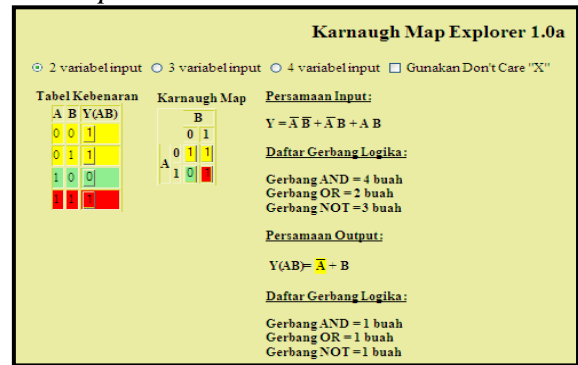 Karnaugh Map Explorer 1.0a
2 variabel input 3 variabel input 4 variabel input Gunakan Don't Care "X"
Tabel Kebenaran
A B Y(AB)
0 0 1
0 1 1
1 0 0
1 1 1
Karnaugh Map
B
0 1
A 0 1 1
1 0 1
Persamaan Input:
Y = A̅ B̅ + A̅ B + A B
Daftar Gerbang Logika:
Gerbang AND = 4 buah
Gerbang OR = 2 buah
Gerbang NOT = 3 buah
Persamaan Output:
Y(AB)= A̅ + B
Daftar Gerbang Logika:
Gerbang AND = 1 buah
Gerbang OR = 1 buah
Gerbang NOT = 1 buah